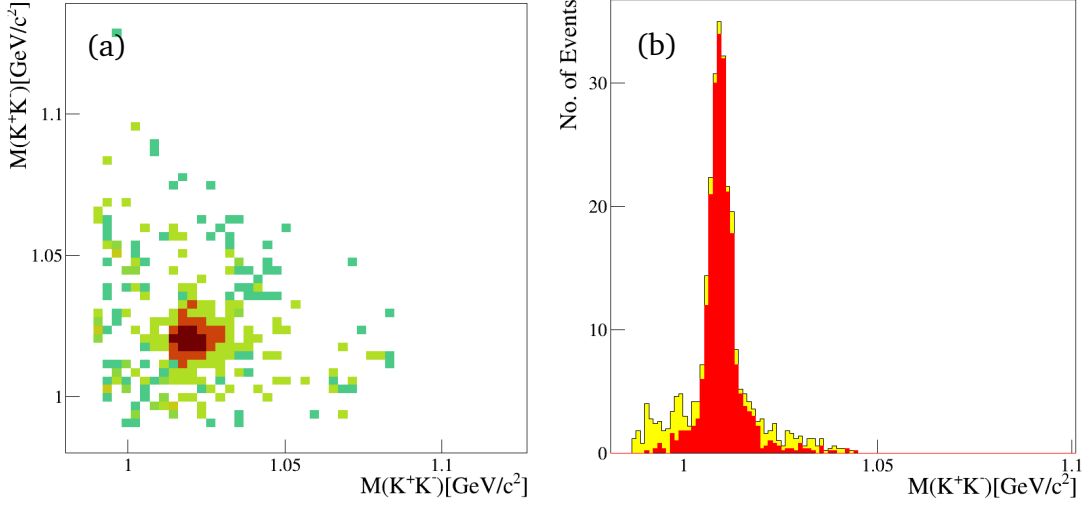 (a)
M(K⁺K⁻)[GeV/c²]
1.1
1.05
1
1 1.05 1.1
M(K⁺K⁻)[GeV/c²]
(b)
No. of Events
30
20
10
0
1 1.05 1.1
M(K⁺K⁻)[GeV/c²]